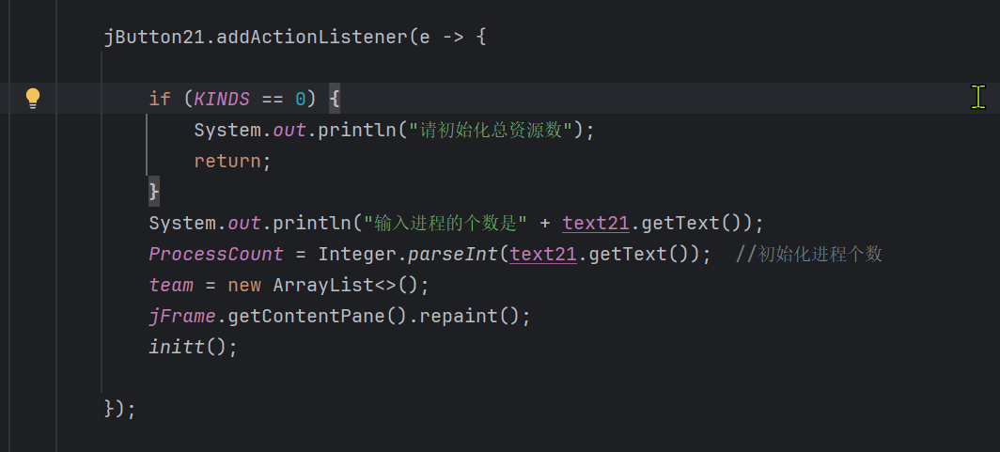 jButton21.addActionListener(e -> {
if (KINDS == 0) {
System.out.println("请初始化总资源数");
return;
}
System.out.println("输入进程的个数是" + text21.getText());
ProcessCount = Integer.parseInt(text21.getText());  //初始化进程个数
team = new ArrayList<>();
jFrame.getContentPane().repaint();
initt();
});